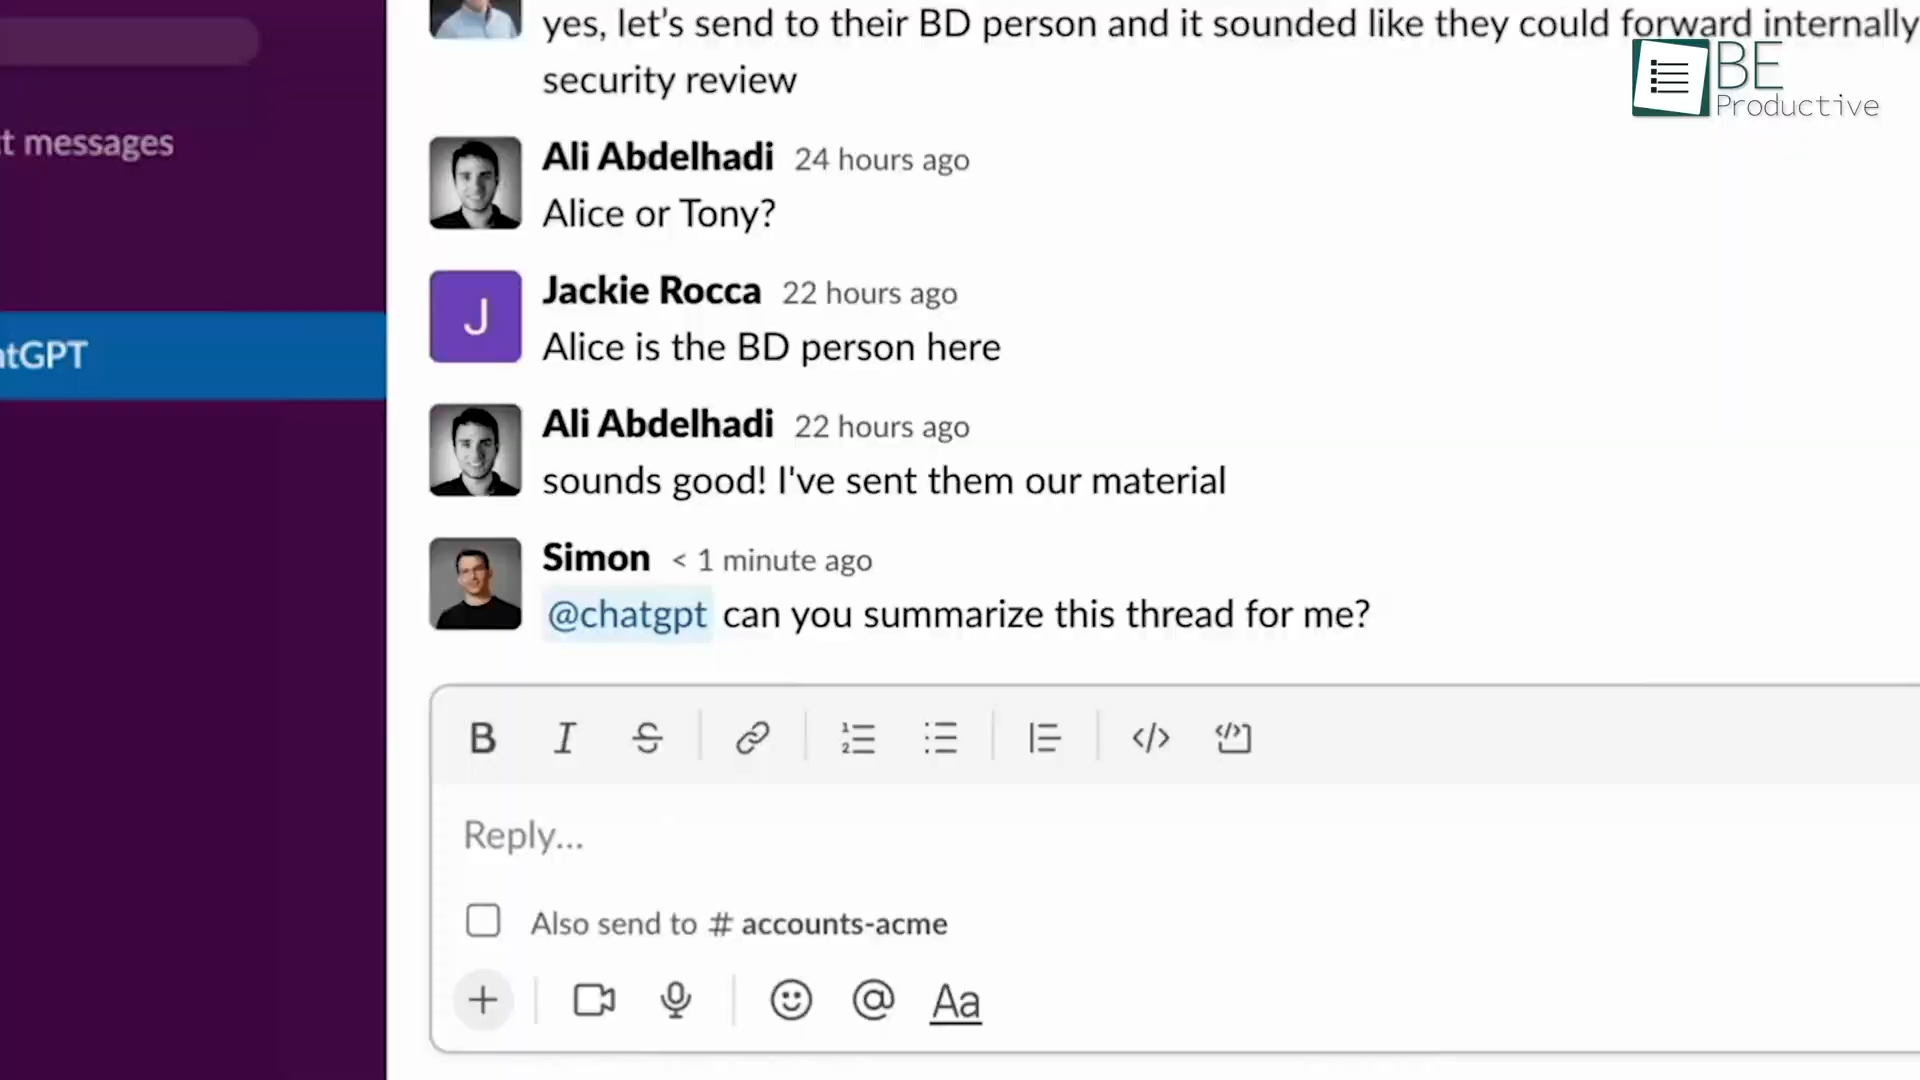 yes, let's send to their BD person and it sounded like they could forward internally
security review
BE
Productive
t messages
Ali Abdelhadi 24 hours ago
Alice or Tony?
J
Jackie Rocca 22 hours ago
Alice is the BD person here
atGPT
Ali Abdelhadi 22 hours ago
sounds good! I've sent them our material
Simon < 1 minute ago
@chatgpt can you summarize this thread for me?
B I S
Reply...
Also send to # accounts-acme
Aa